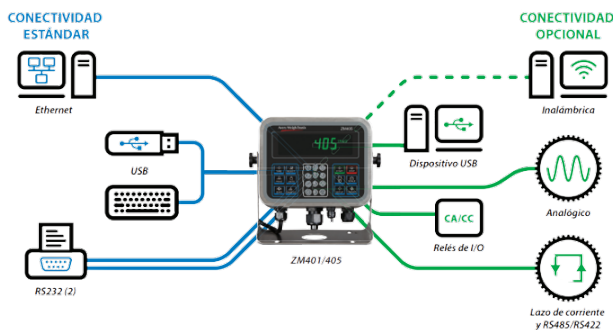 CONECTIVIDAD
ESTÁNDAR
CONECTIVIDAD
OPCIONAL
Ethernet
Inalámbrica
USB
Dispositivo USB
405
Analógico
CA/CC
Relés de I/O
ZM401/405
RS232 (2)
Lazo de corriente
y RS485/RS422